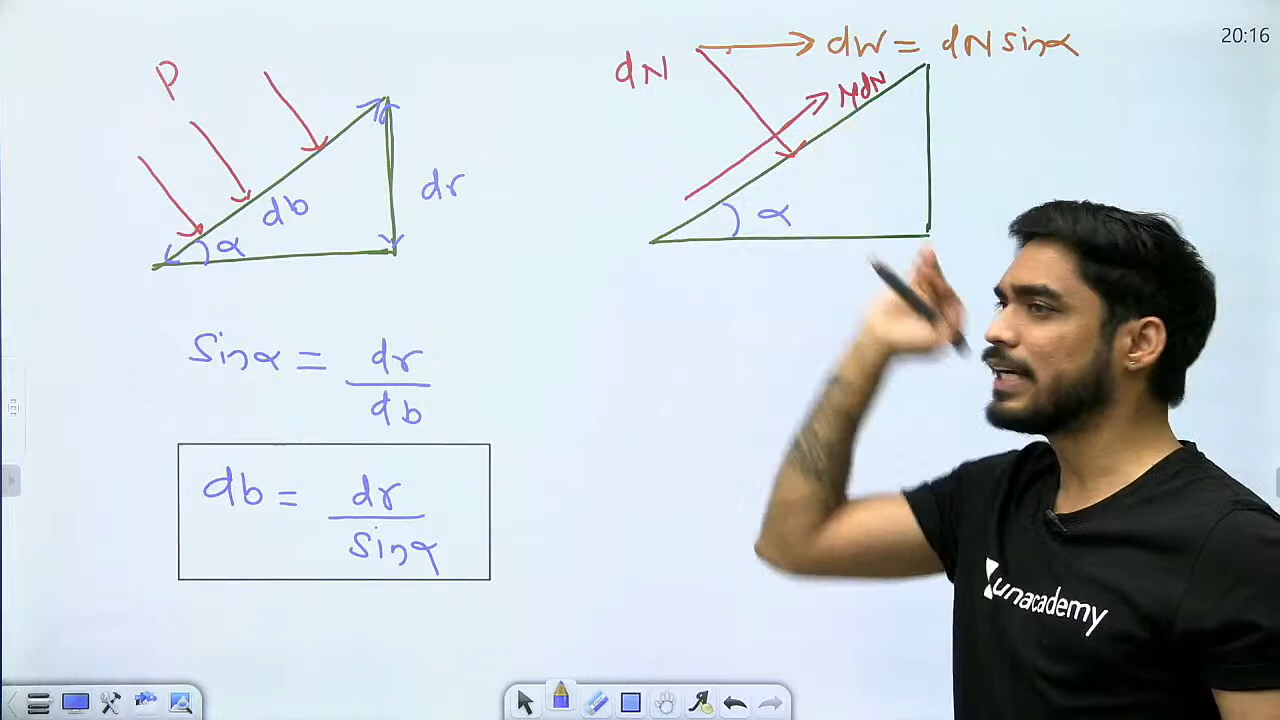 20:16
P
db
dr
α
sinα = dr
db
db = dr
sinα
dN
dW = dN sinα
μdN
α
unacademy